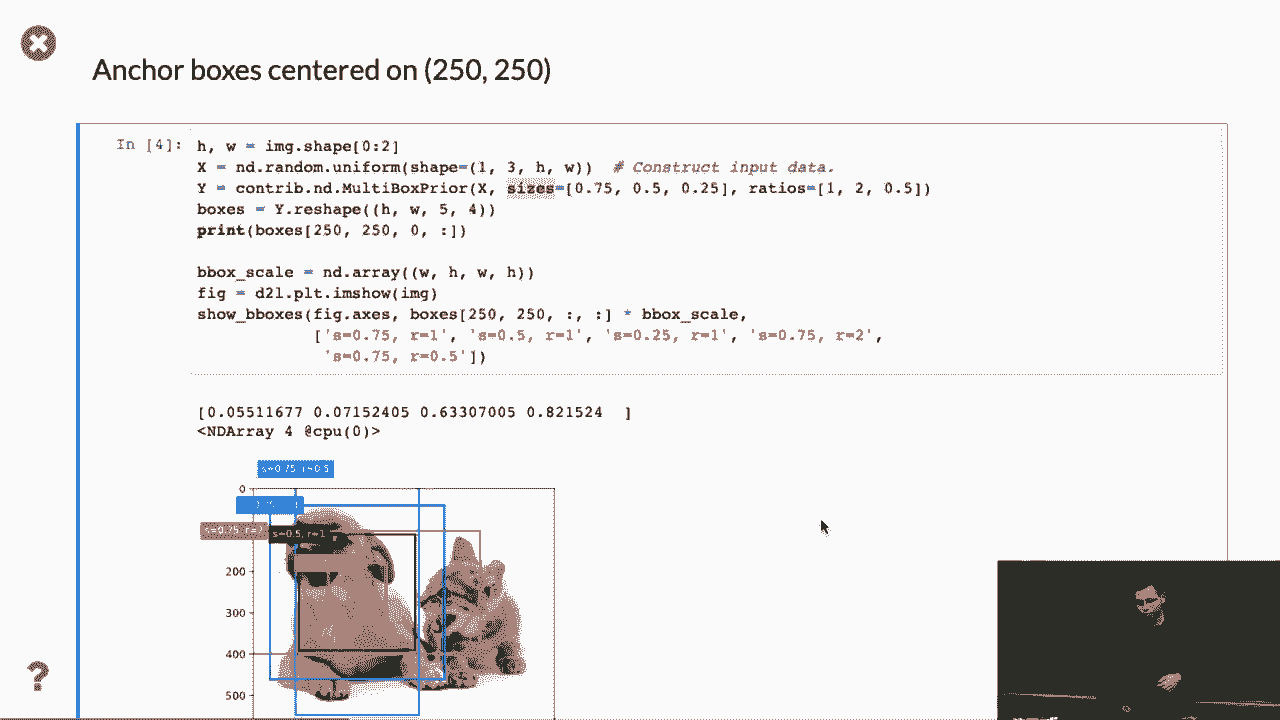 Anchor boxes centered on (250, 250)
In [4]:
h, w = img.shape[0:2]
X = nd.random.uniform(shape=(1, 3, h, w))  # Construct input data.
Y = contrib.nd.MultiBoxPrior(X, sizes=[0.75, 0.5, 0.25], ratios=[1, 2, 0.5])
boxes = Y.reshape((h, w, 5, 4))
print(boxes[250, 250, 0, :])
bbox_scale = nd.array((w, h, w, h))
fig = d2l.plt.imshow(img)
show_bboxes(fig.axes, boxes[250, 250, :, :] * bbox_scale,
['s=0.75, r=1', 's=0.5, r=1', 's=0.25, r=1', 's=0.75, r=2',
's=0.75, r=0.5'])
[0.05511677 0.07152405 0.63307005 0.821524  ]
<NDArray 4 @cpu(0)>
s=0.75, r=0.5
0
s=0.75, r=2
s=0.5, r=1
200
300
400
500
?